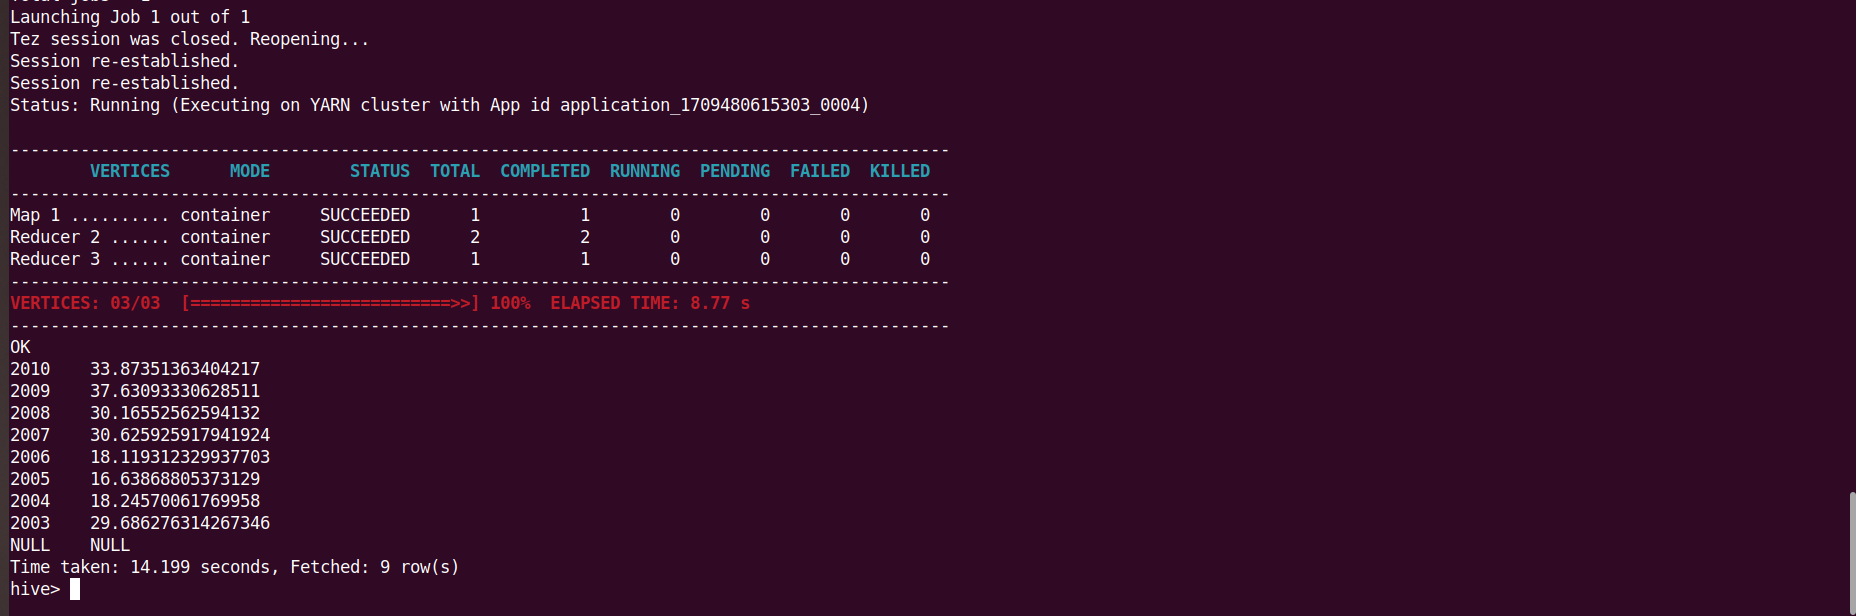 Launching Job 1 out of 1
Tez session was closed. Reopening...
Session re-established.
Session re-established.
Status: Running (Executing on YARN cluster with App id application_1709480615303_0004)
----------------------------------------------------------------------------------------------
        VERTICES      MODE        STATUS  TOTAL  COMPLETED  RUNNING  PENDING  FAILED  KILLED
----------------------------------------------------------------------------------------------
Map 1 .......... container     SUCCEEDED      1          1        0        0       0       0
Reducer 2 ...... container     SUCCEEDED      2          2        0        0       0       0
Reducer 3 ...... container     SUCCEEDED      1          1        0        0       0       0
----------------------------------------------------------------------------------------------
VERTICES: 03/03  [==========================>>] 100%  ELAPSED TIME: 8.77 s
----------------------------------------------------------------------------------------------
OK
2010    33.87351363404217
2009    37.63093330628511
2008    30.16552562594132
2007    30.625925917941924
2006    18.119312329937703
2005    16.63868805373129
2004    18.24570061769958
2003    29.686276314267346
NULL    NULL
Time taken: 14.199 seconds, Fetched: 9 row(s)
hive>